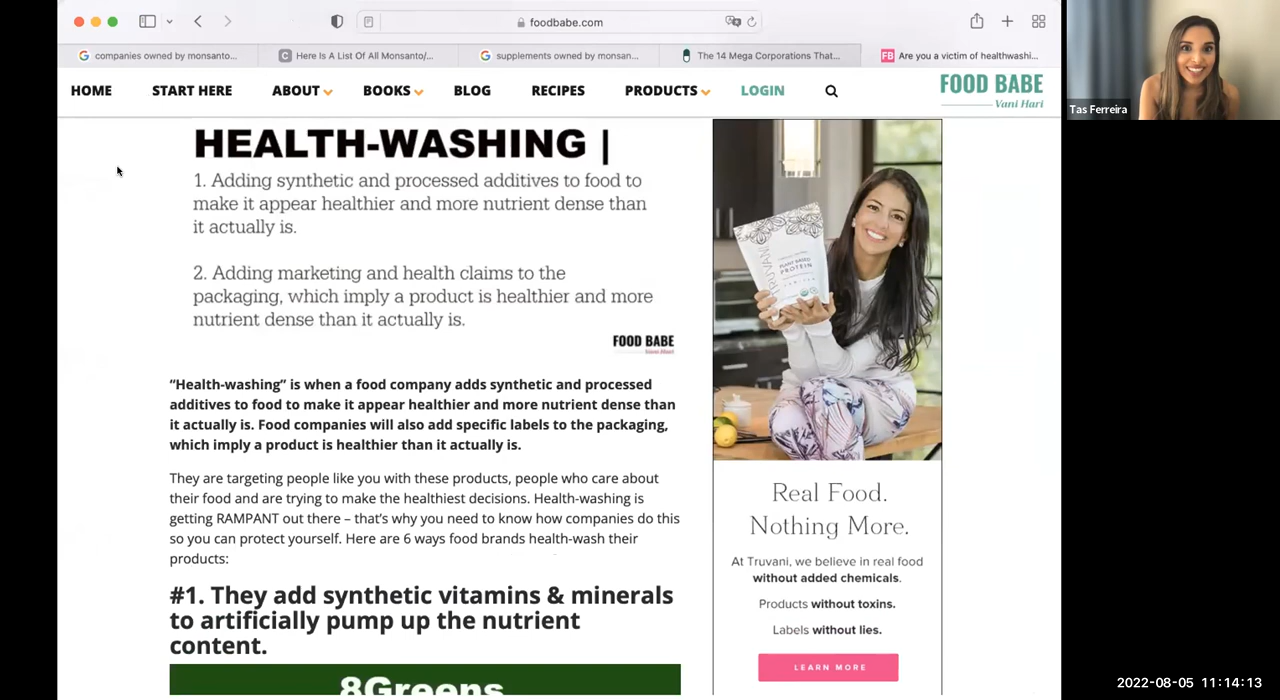 foodbabe.com
companies owned by monsanto...
Here Is A List Of All Monsanto/...
supplements owned by monsan...
The 14 Mega Corporations That...
FB
Are you a victim of healthwashi...
HOME
START HERE
ABOUT
BOOKS
BLOG
RECIPES
PRODUCTS
LOGIN
FOOD BABE
Vani Hari
Tas Ferreira
HEALTH-WASHING |
1. Adding synthetic and processed additives to food to
make it appear healthier and more nutrient dense than
it actually is.
2. Adding marketing and health claims to the
packaging, which imply a product is healthier and more
nutrient dense than it actually is.
FOOD BABE
Vani Hari
“Health-washing” is when a food company adds synthetic and processed
additives to food to make it appear healthier and more nutrient dense than
it actually is. Food companies will also add specific labels to the packaging,
which imply a product is healthier than it actually is.
They are targeting people like you with these products, people who care about
their food and are trying to make the healthiest decisions. Health-washing is
getting RAMPANT out there – that’s why you need to know how companies do this
so you can protect yourself. Here are 6 ways food brands health-wash their
products:
#1. They add synthetic vitamins & minerals
to artificially pump up the nutrient
content.
8Greens
TRUVANI
PLANT BASED
PROTEIN
Real Food.
Nothing More.
At Truvani, we believe in real food
without added chemicals.
Products without toxins.
Labels without lies.
LEARN MORE
2022-08-05 11:14:13